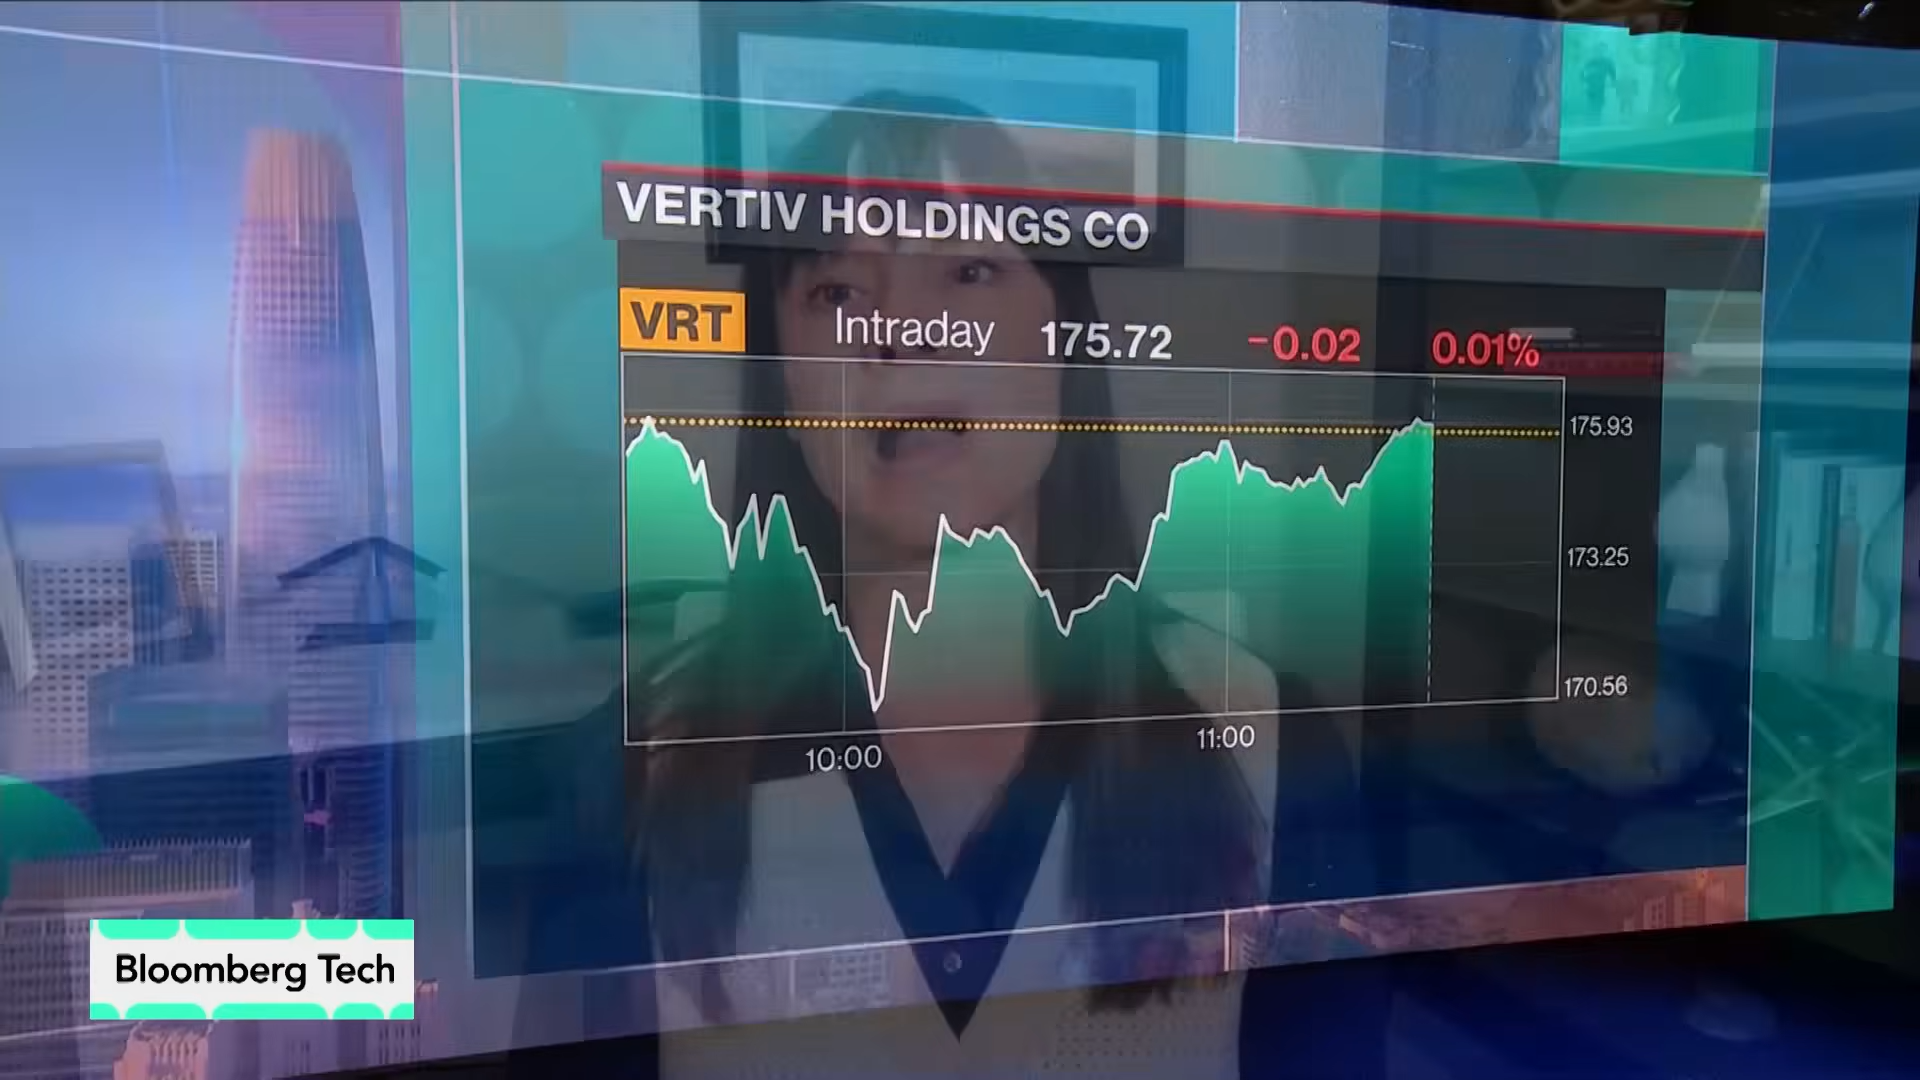 VERTIV HOLDINGS CO
VRT Intraday 175.72 -0.02 0.01%
175.93
173.25
170.56
10:00 11:00
Bloomberg Tech